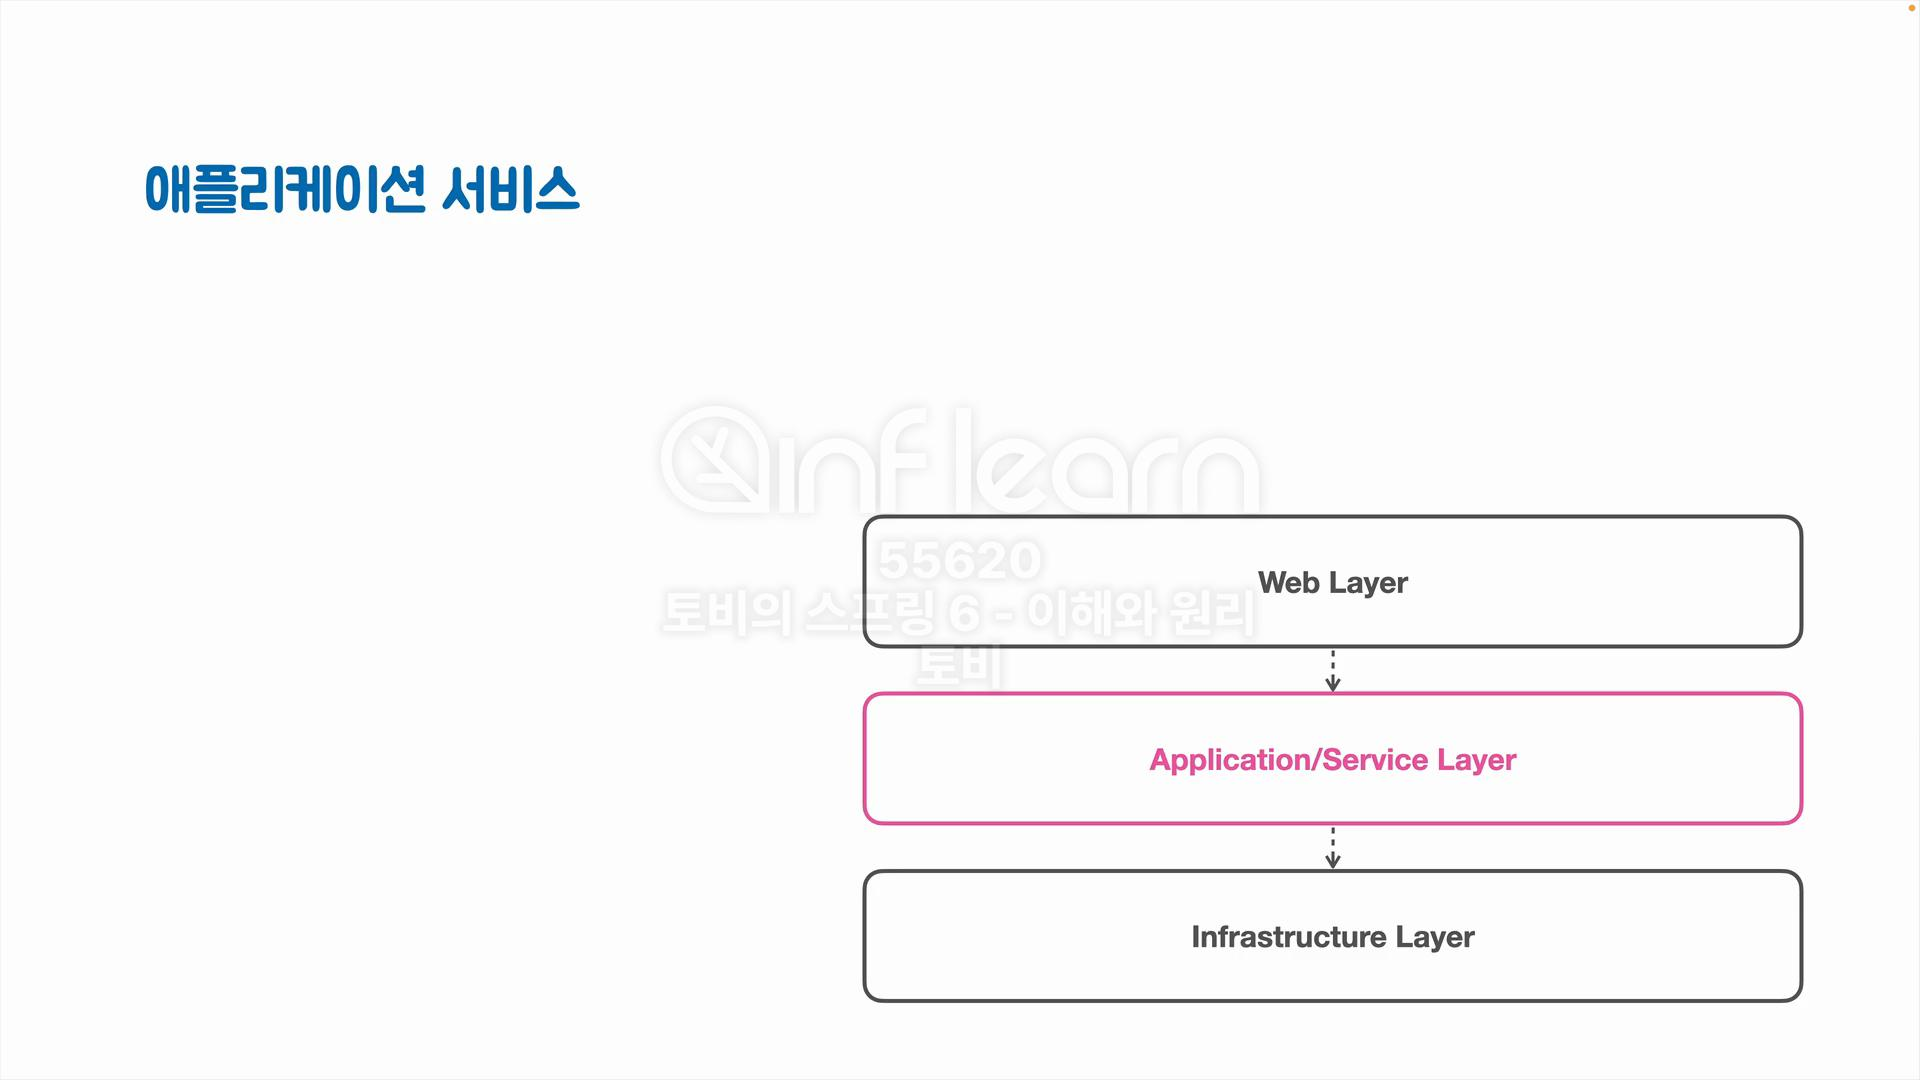 애플리케이션 서비스
inflearn
55620
Web Layer
토비의 스프링 6 - 이해와 원리
토비
Application/Service Layer
Infrastructure Layer